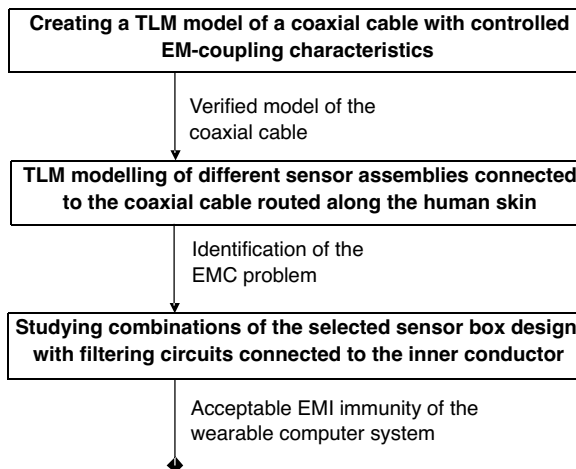 Creating a TLM model of a coaxial cable with controlled
EM-coupling characteristics
Verified model of the
coaxial cable
TLM modelling of different sensor assemblies connected
to the coaxial cable routed along the human skin
Identification of the
EMC problem
Studying combinations of the selected sensor box design
with filtering circuits connected to the inner conductor
Acceptable EMI immunity of the
wearable computer system